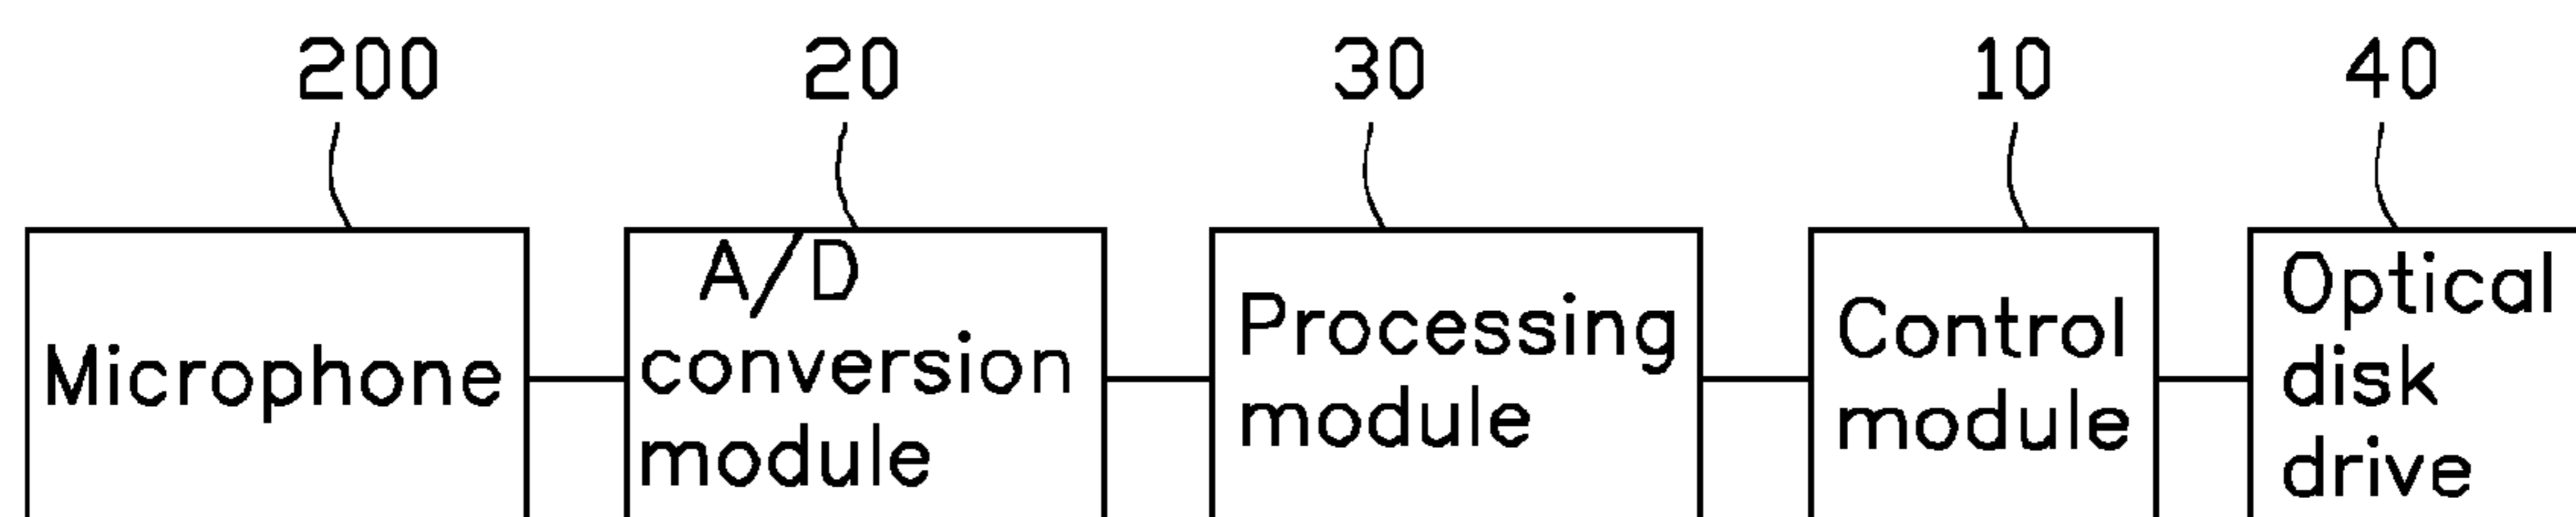 200
20
30
10
40
Microphone
A/D
conversion
module
Processing
module
Control
module
Optical
disk
drive